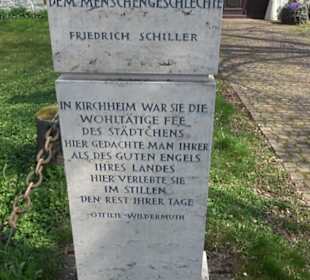 DEM MENSCHENGESCHLECHTE
FRIEDRICH SCHILLER
IN KIRCHHEIM WAR SIE DIE
WOHLTÄTIGE FEE
DES STÄDTCHENS
HIER GEDACHTE MAN IHRER
ALS DES GUTEN ENGELS
IHRES LANDES
HIER VERLEBTE SIE
IM STILLEN
DEN REST IHRER TAGE
OTTILIE WILDERMUTH